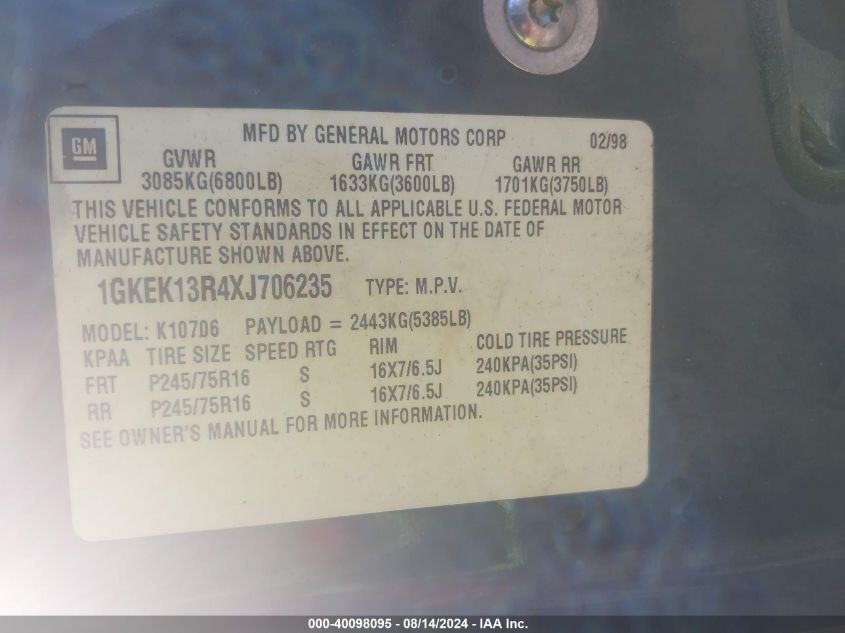 GM
MFD BY GENERAL MOTORS CORP 02/98
GVWR GAWR FRT GAWR RR
3085KG(6800LB) 1633KG(3600LB) 1701KG(3750LB)
THIS VEHICLE CONFORMS TO ALL APPLICABLE U.S. FEDERAL MOTOR
VEHICLE SAFETY STANDARDS IN EFFECT ON THE DATE OF
MANUFACTURE SHOWN ABOVE.
1GKEK13R4XJ706235 TYPE: M.P.V.
MODEL: K10706 PAYLOAD = 2443KG(5385LB)
KPAA TIRE SIZE SPEED RTG RIM COLD TIRE PRESSURE
FRT P245/75R16 S 16X7/6.5J 240KPA(35PSI)
RR P245/75R16 S 16X7/6.5J 240KPA(35PSI)
SEE OWNER'S MANUAL FOR MORE INFORMATION.
000-40098095 - 08/14/2024 - IAA Inc.